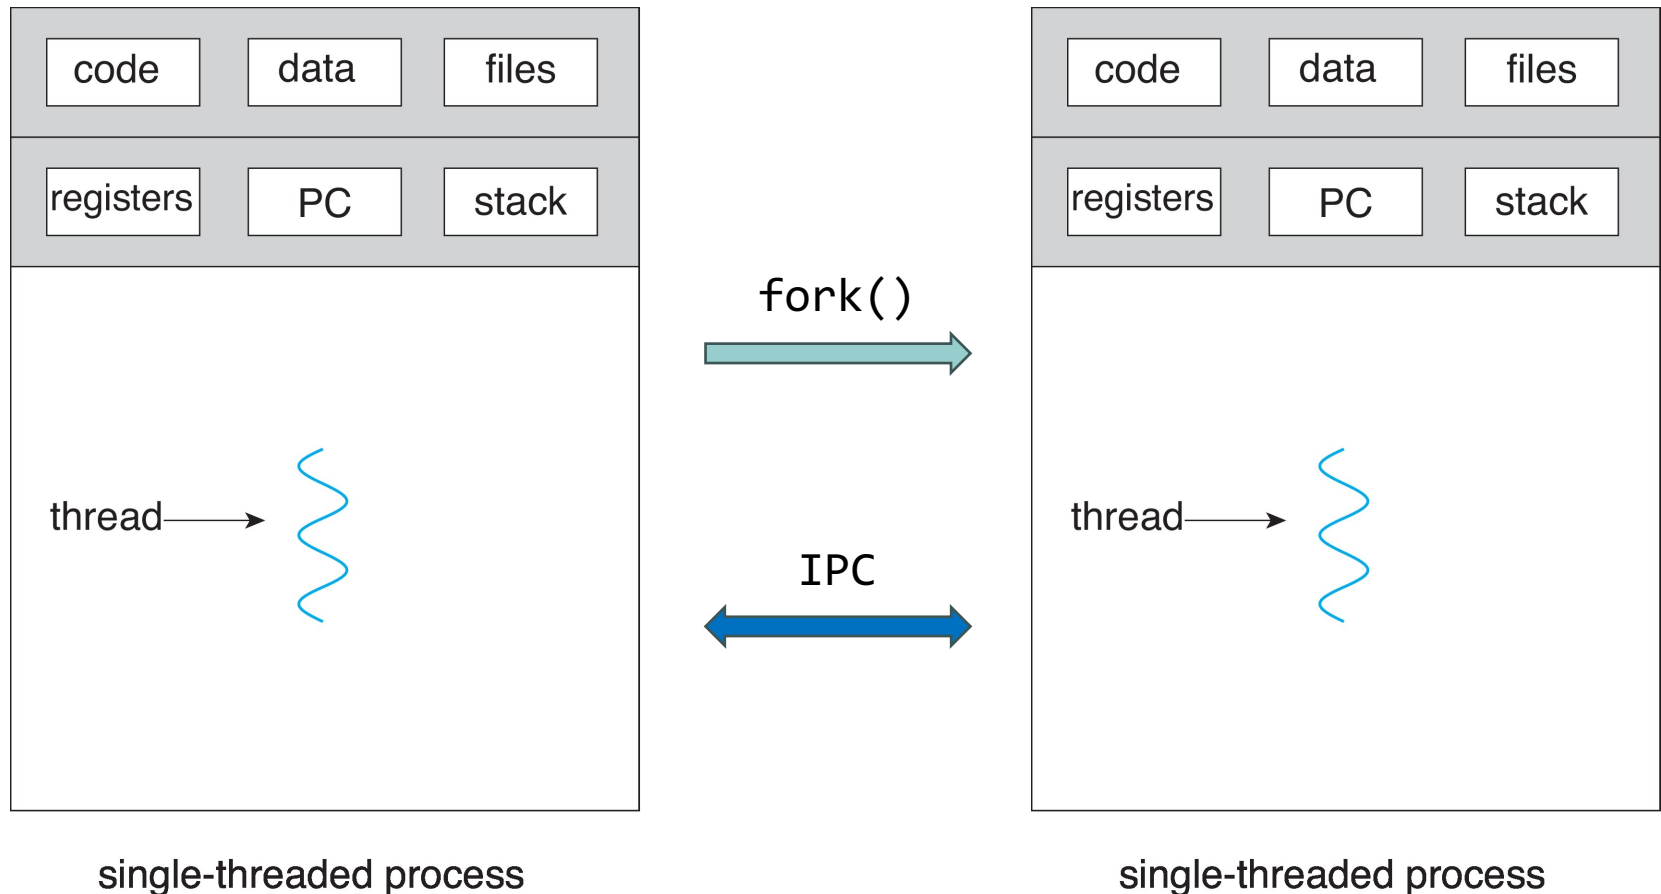 code data files
registers PC stack
thread
single-threaded process
fork()
IPC
code data files
registers PC stack
thread
single-threaded process